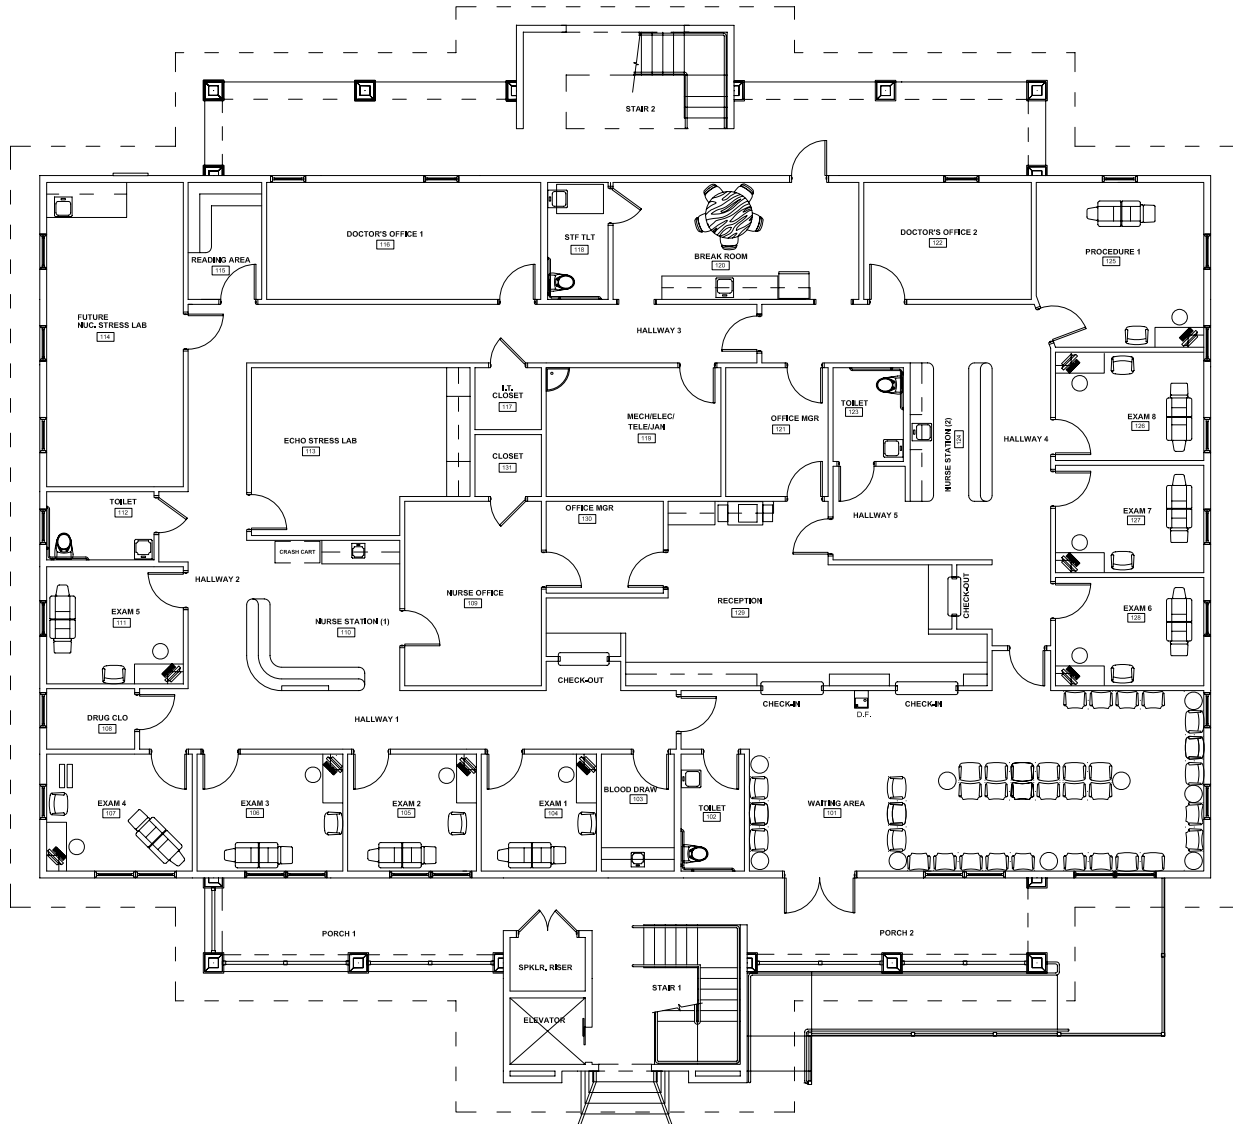 STAIR 2
DOCTOR'S OFFICE 1
116
STF TLT
118
BREAK ROOM
120
DOCTOR'S OFFICE 2
122
PROCEDURE 1
125
READING AREA
115
FUTURE
NUC. STRESS LAB
114
HALLWAY 3
I.T.
CLOSET
117
MECH/ELEC/
TELE/JAN
119
OFFICE MGR
121
TOILET
123
NURSE STATION (2)
124
HALLWAY 4
EXAM 8
126
ECHO STRESS LAB
113
CLOSET
131
TOILET
112
OFFICE MGR
130
HALLWAY 5
EXAM 7
127
CRASH CART
HALLWAY 2
NURSE OFFICE
109
RECEPTION
129
CHECK-OUT
EXAM 6
128
EXAM 5
111
NURSE STATION (1)
110
CHECK-OUT
CHECK-IN
D.F.
CHECK-IN
DRUG CLO
108
HALLWAY 1
EXAM 4
107
EXAM 3
106
EXAM 2
105
EXAM 1
104
BLOOD DRAW
103
TOILET
102
WAITING AREA
101
PORCH 1
PORCH 2
SPKLR. RISER
STAIR 1
ELEVATOR